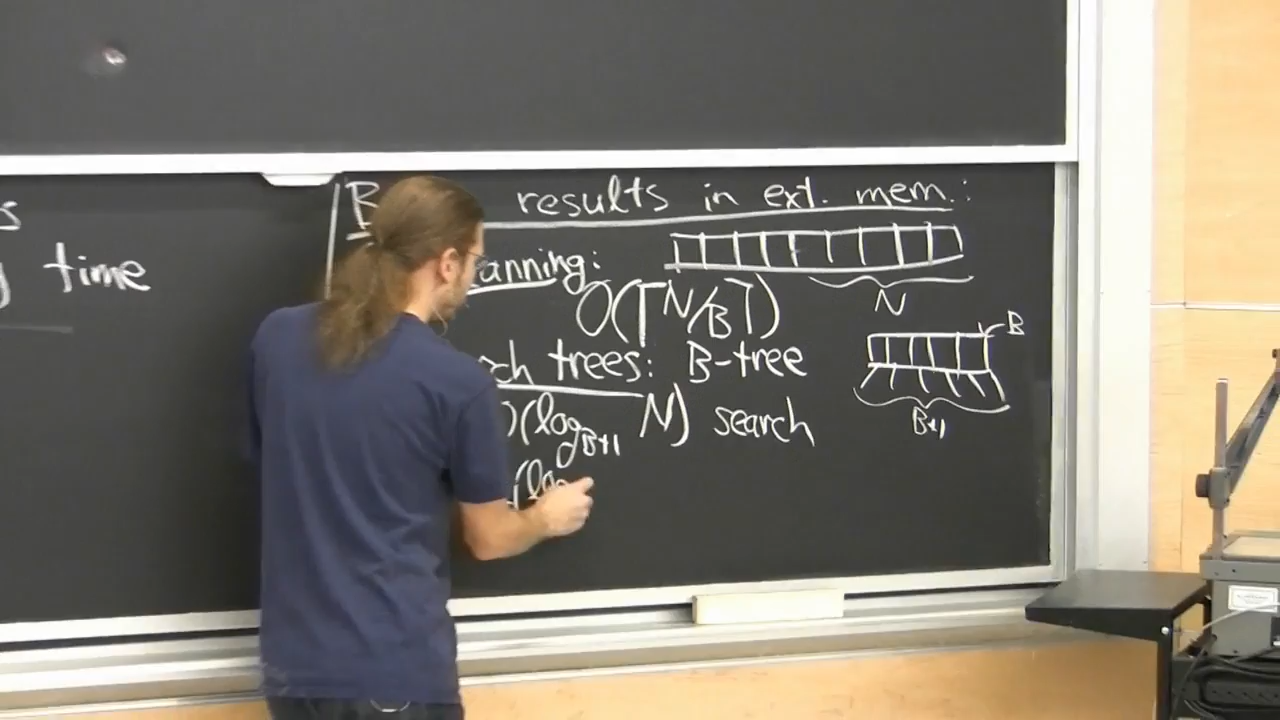 results in ext. mem.:
time
anning:
N
O(⌈N/B⌉)
B
ch trees: B-tree
O(log_{B+1} N) search
B+1
(lo